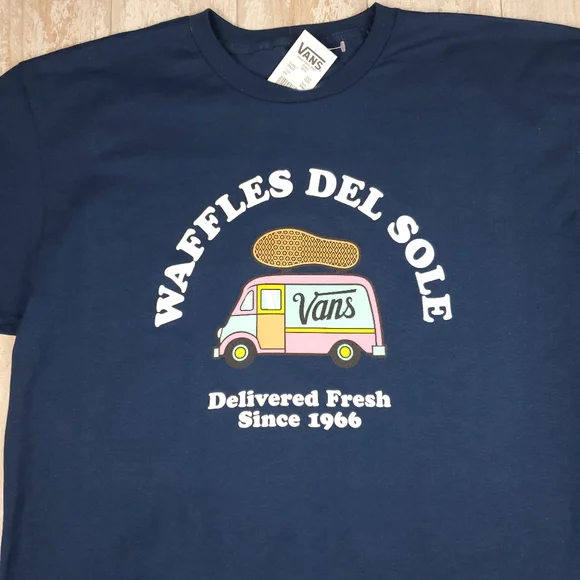 VANS
WAFFLES DEL SOLE
Vans
Delivered Fresh
Since 1966